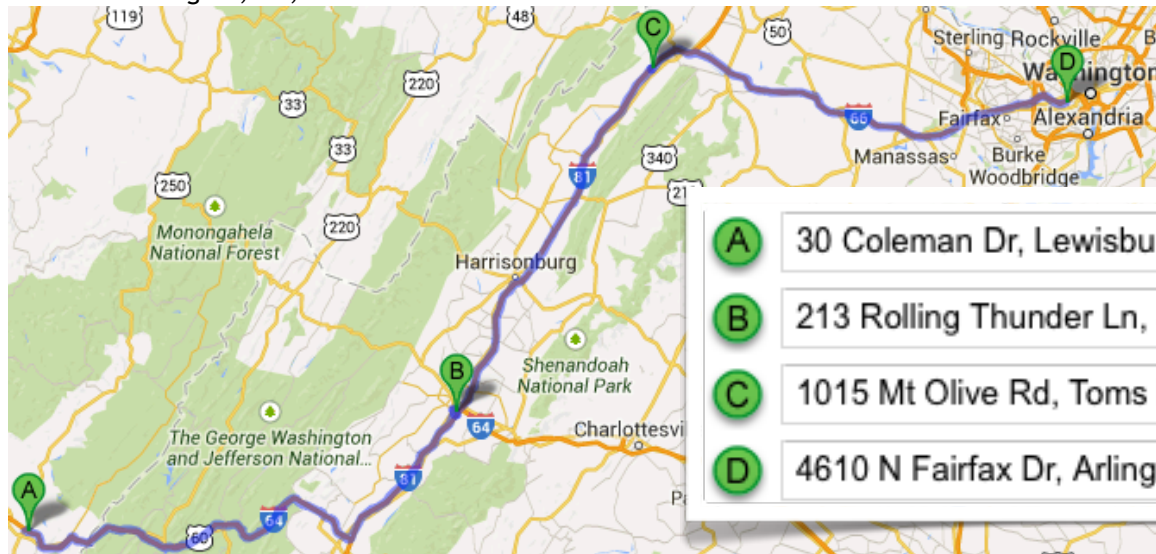 119
48
50
C
Sterling Rockville
D
Washington
33
220
Fairfax
Alexandria
66
Manassas
Burke
33
340
Woodbridge
81
250
220
Monongahela
National Forest
Harrisonburg
A 30 Coleman Dr, Lewisbu
B 213 Rolling Thunder Ln,
C 1015 Mt Olive Rd, Toms
D 4610 N Fairfax Dr, Arling
Shenandoah
National Park
B
64
Charlottesvi
The George Washington
and Jefferson National...
81
A
64
60